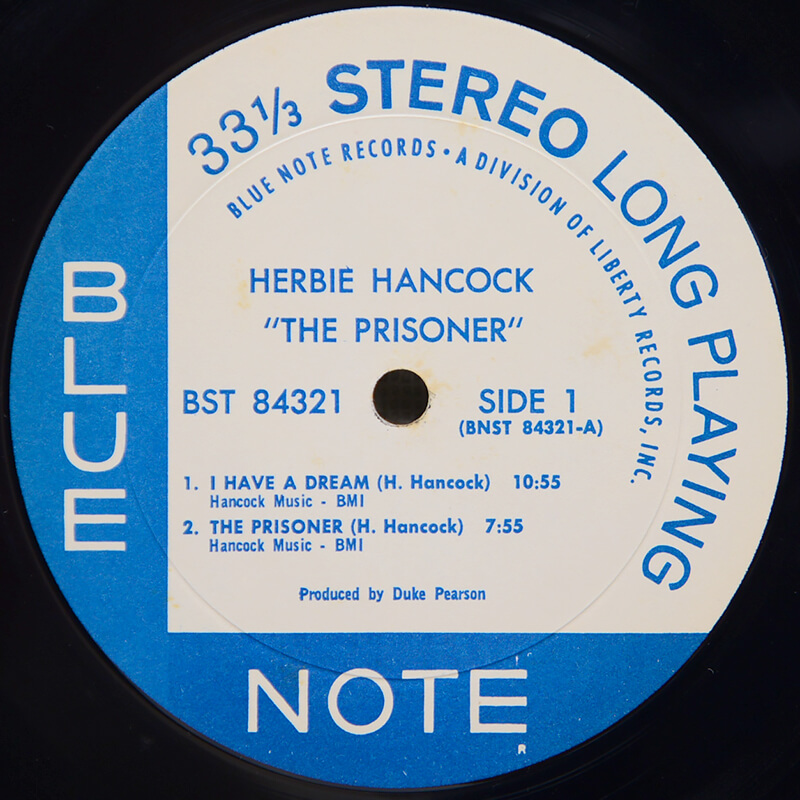 33⅓ STEREO LONG PLAYING
BLUE NOTE RECORDS • A DIVISION OF LIBERTY RECORDS, INC.
HERBIE HANCOCK
"THE PRISONER"
BST 84321
SIDE 1
(BNST 84321-A)
1. I HAVE A DREAM (H. Hancock) 10:55
Hancock Music - BMI
2. THE PRISONER (H. Hancock) 7:55
Hancock Music - BMI
Produced by Duke Pearson
BLUE
NOTE
R